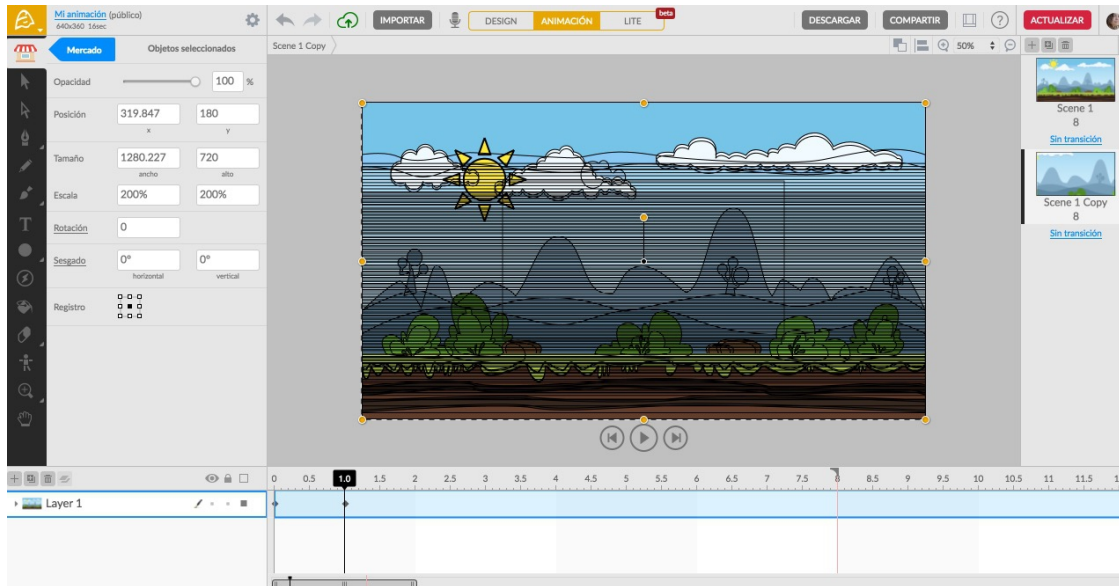 Mi animación (público)
640x360 16sec
IMPORTAR
DESIGN ANIMACIÓN LITE beta
DESCARGAR COMPARTIR ? ACTUALIZAR
Mercado Objetos seleccionados
Scene 1 Copy
50%
Opacidad 100 %
Posición 319.847 180
x y
Tamaño 1280.227 720
ancho alto
Escala 200% 200%
Rotación 0
Sesgado 0° 0°
horizontal vertical
Registro
T
Scene 1
8
Sin transición
Scene 1 Copy
8
Sin transición
0 0.5 1.0 1.5 2 2.5 3 3.5 4 4.5 5 5.5 6 6.5 7 7.5 8 8.5 9 9.5 10 10.5 11 11.5
Layer 1